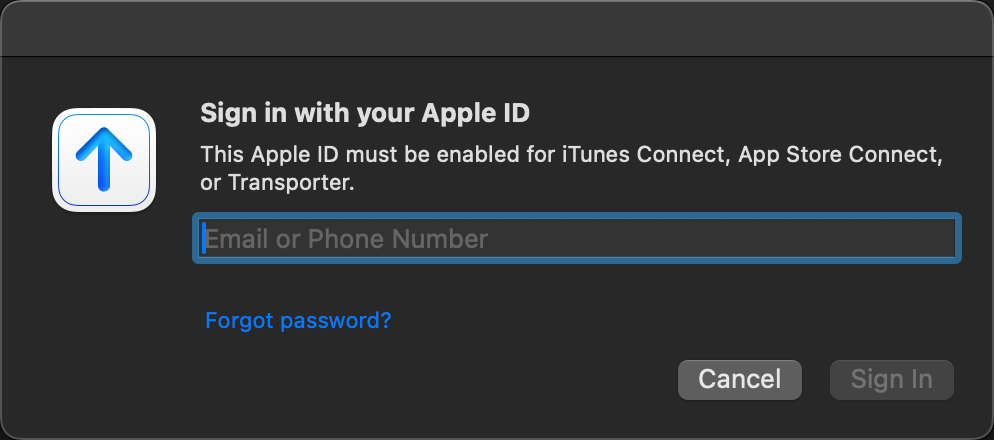 Sign in with your Apple ID
This Apple ID must be enabled for iTunes Connect, App Store Connect,
or Transporter.
Email or Phone Number
Forgot password?
Cancel
Sign In